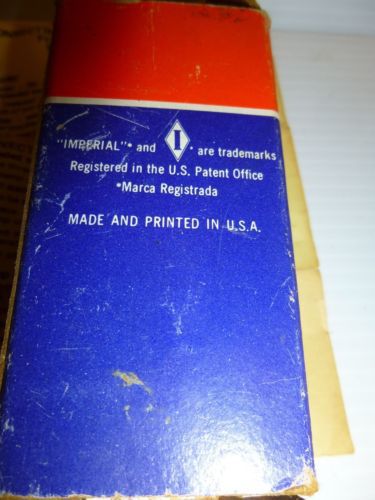 "IMPERIAL"* and I * are trademarks
Registered in the U.S. Patent Office
*Marca Registrada
MADE AND PRINTED IN U.S.A.